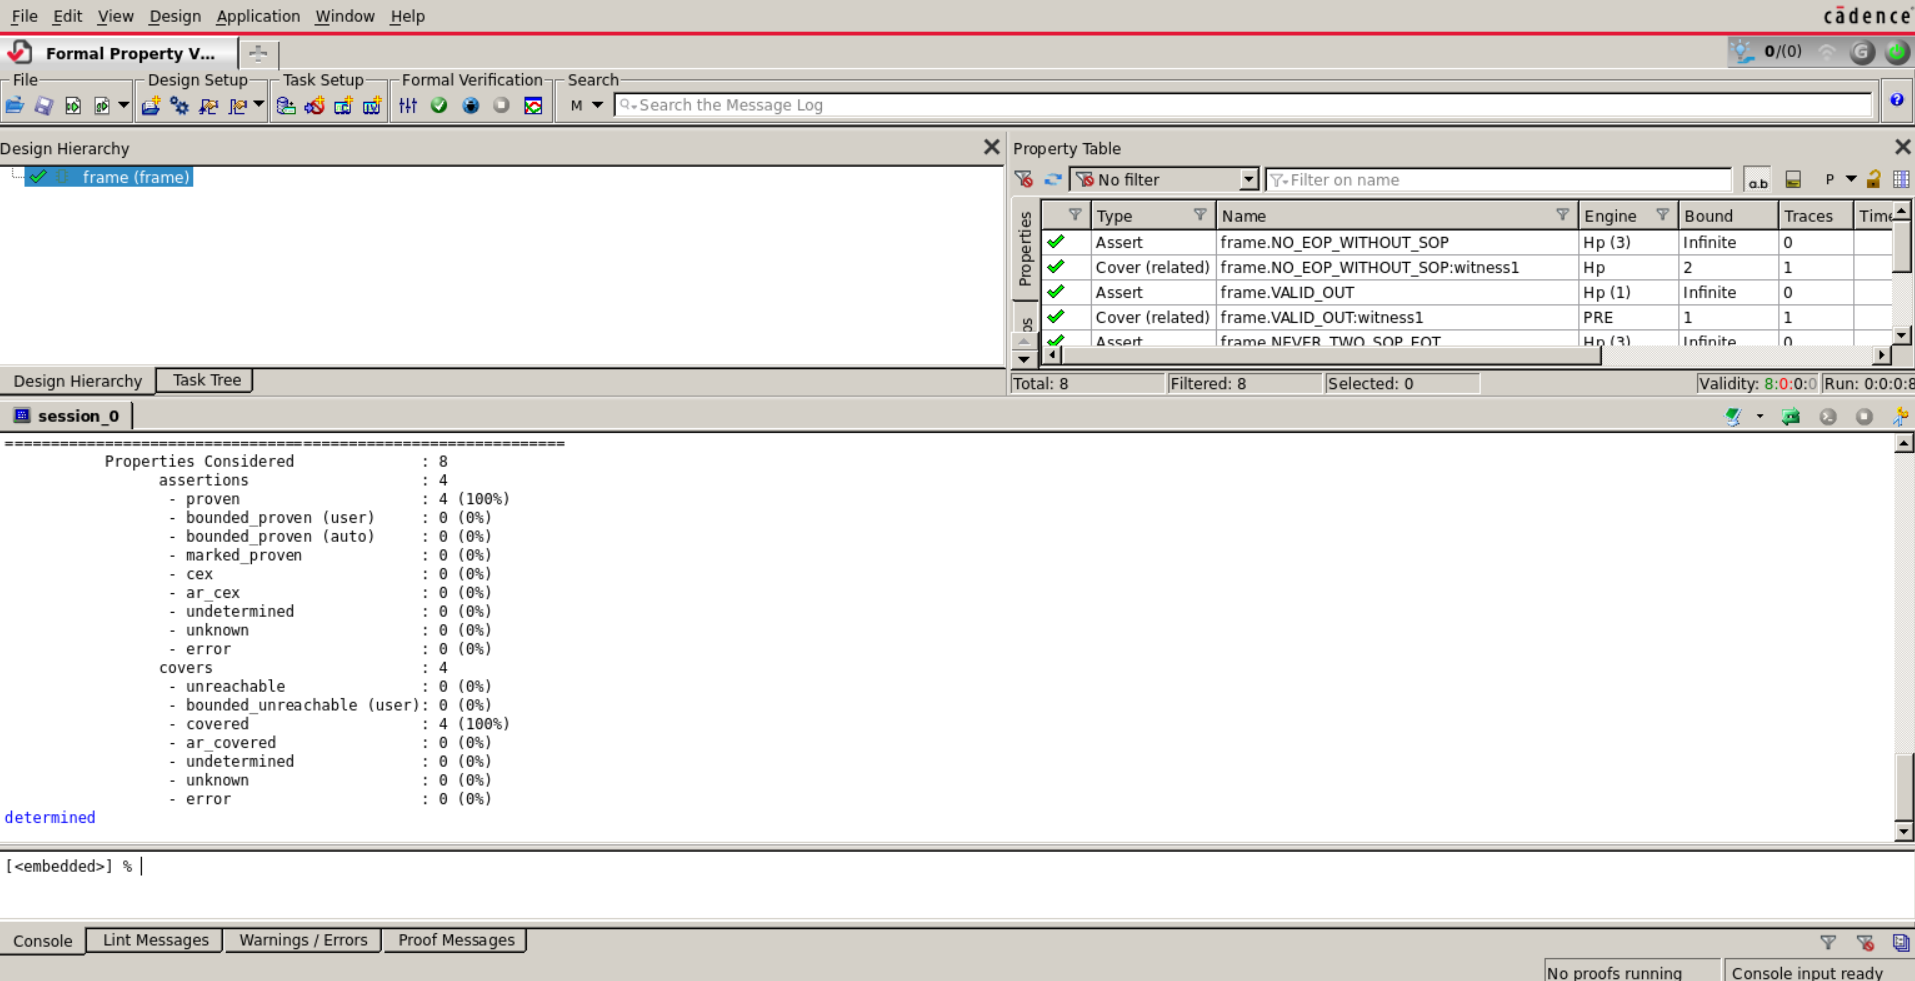 File Edit View Design Application Window Help
cādence
Formal Property V...
0/(0)
File Design Setup Task Setup Formal Verification Search
M Search the Message Log
Design Hierarchy
frame (frame)
Design Hierarchy Task Tree
Property Table
No filter Filter on name a.b P
Properties
Type Name Engine Bound Traces Time
Assert frame.NO_EOP_WITHOUT_SOP Hp (3) Infinite 0
Cover (related) frame.NO_EOP_WITHOUT_SOP:witness1 Hp 2 1
Assert frame.VALID_OUT Hp (1) Infinite 0
Cover (related) frame.VALID_OUT:witness1 PRE 1 1
Assert frame.NEVER_TWO_SOP_EOT Hp (3) Infinite 0
Total: 8 Filtered: 8 Selected: 0 Validity: 8:0:0:0 Run: 0:0:0:8
session_0
==============================================================
Properties Considered : 8
assertions : 4
- proven : 4 (100%)
- bounded_proven (user) : 0 (0%)
- bounded_proven (auto) : 0 (0%)
- marked_proven : 0 (0%)
- cex : 0 (0%)
- ar_cex : 0 (0%)
- undetermined : 0 (0%)
- unknown : 0 (0%)
- error : 0 (0%)
covers : 4
- unreachable : 0 (0%)
- bounded_unreachable (user): 0 (0%)
- covered : 4 (100%)
- ar_covered : 0 (0%)
- undetermined : 0 (0%)
- unknown : 0 (0%)
- error : 0 (0%)
determined
[<embedded>] %
Console Lint Messages Warnings / Errors Proof Messages
No proofs running Console input ready